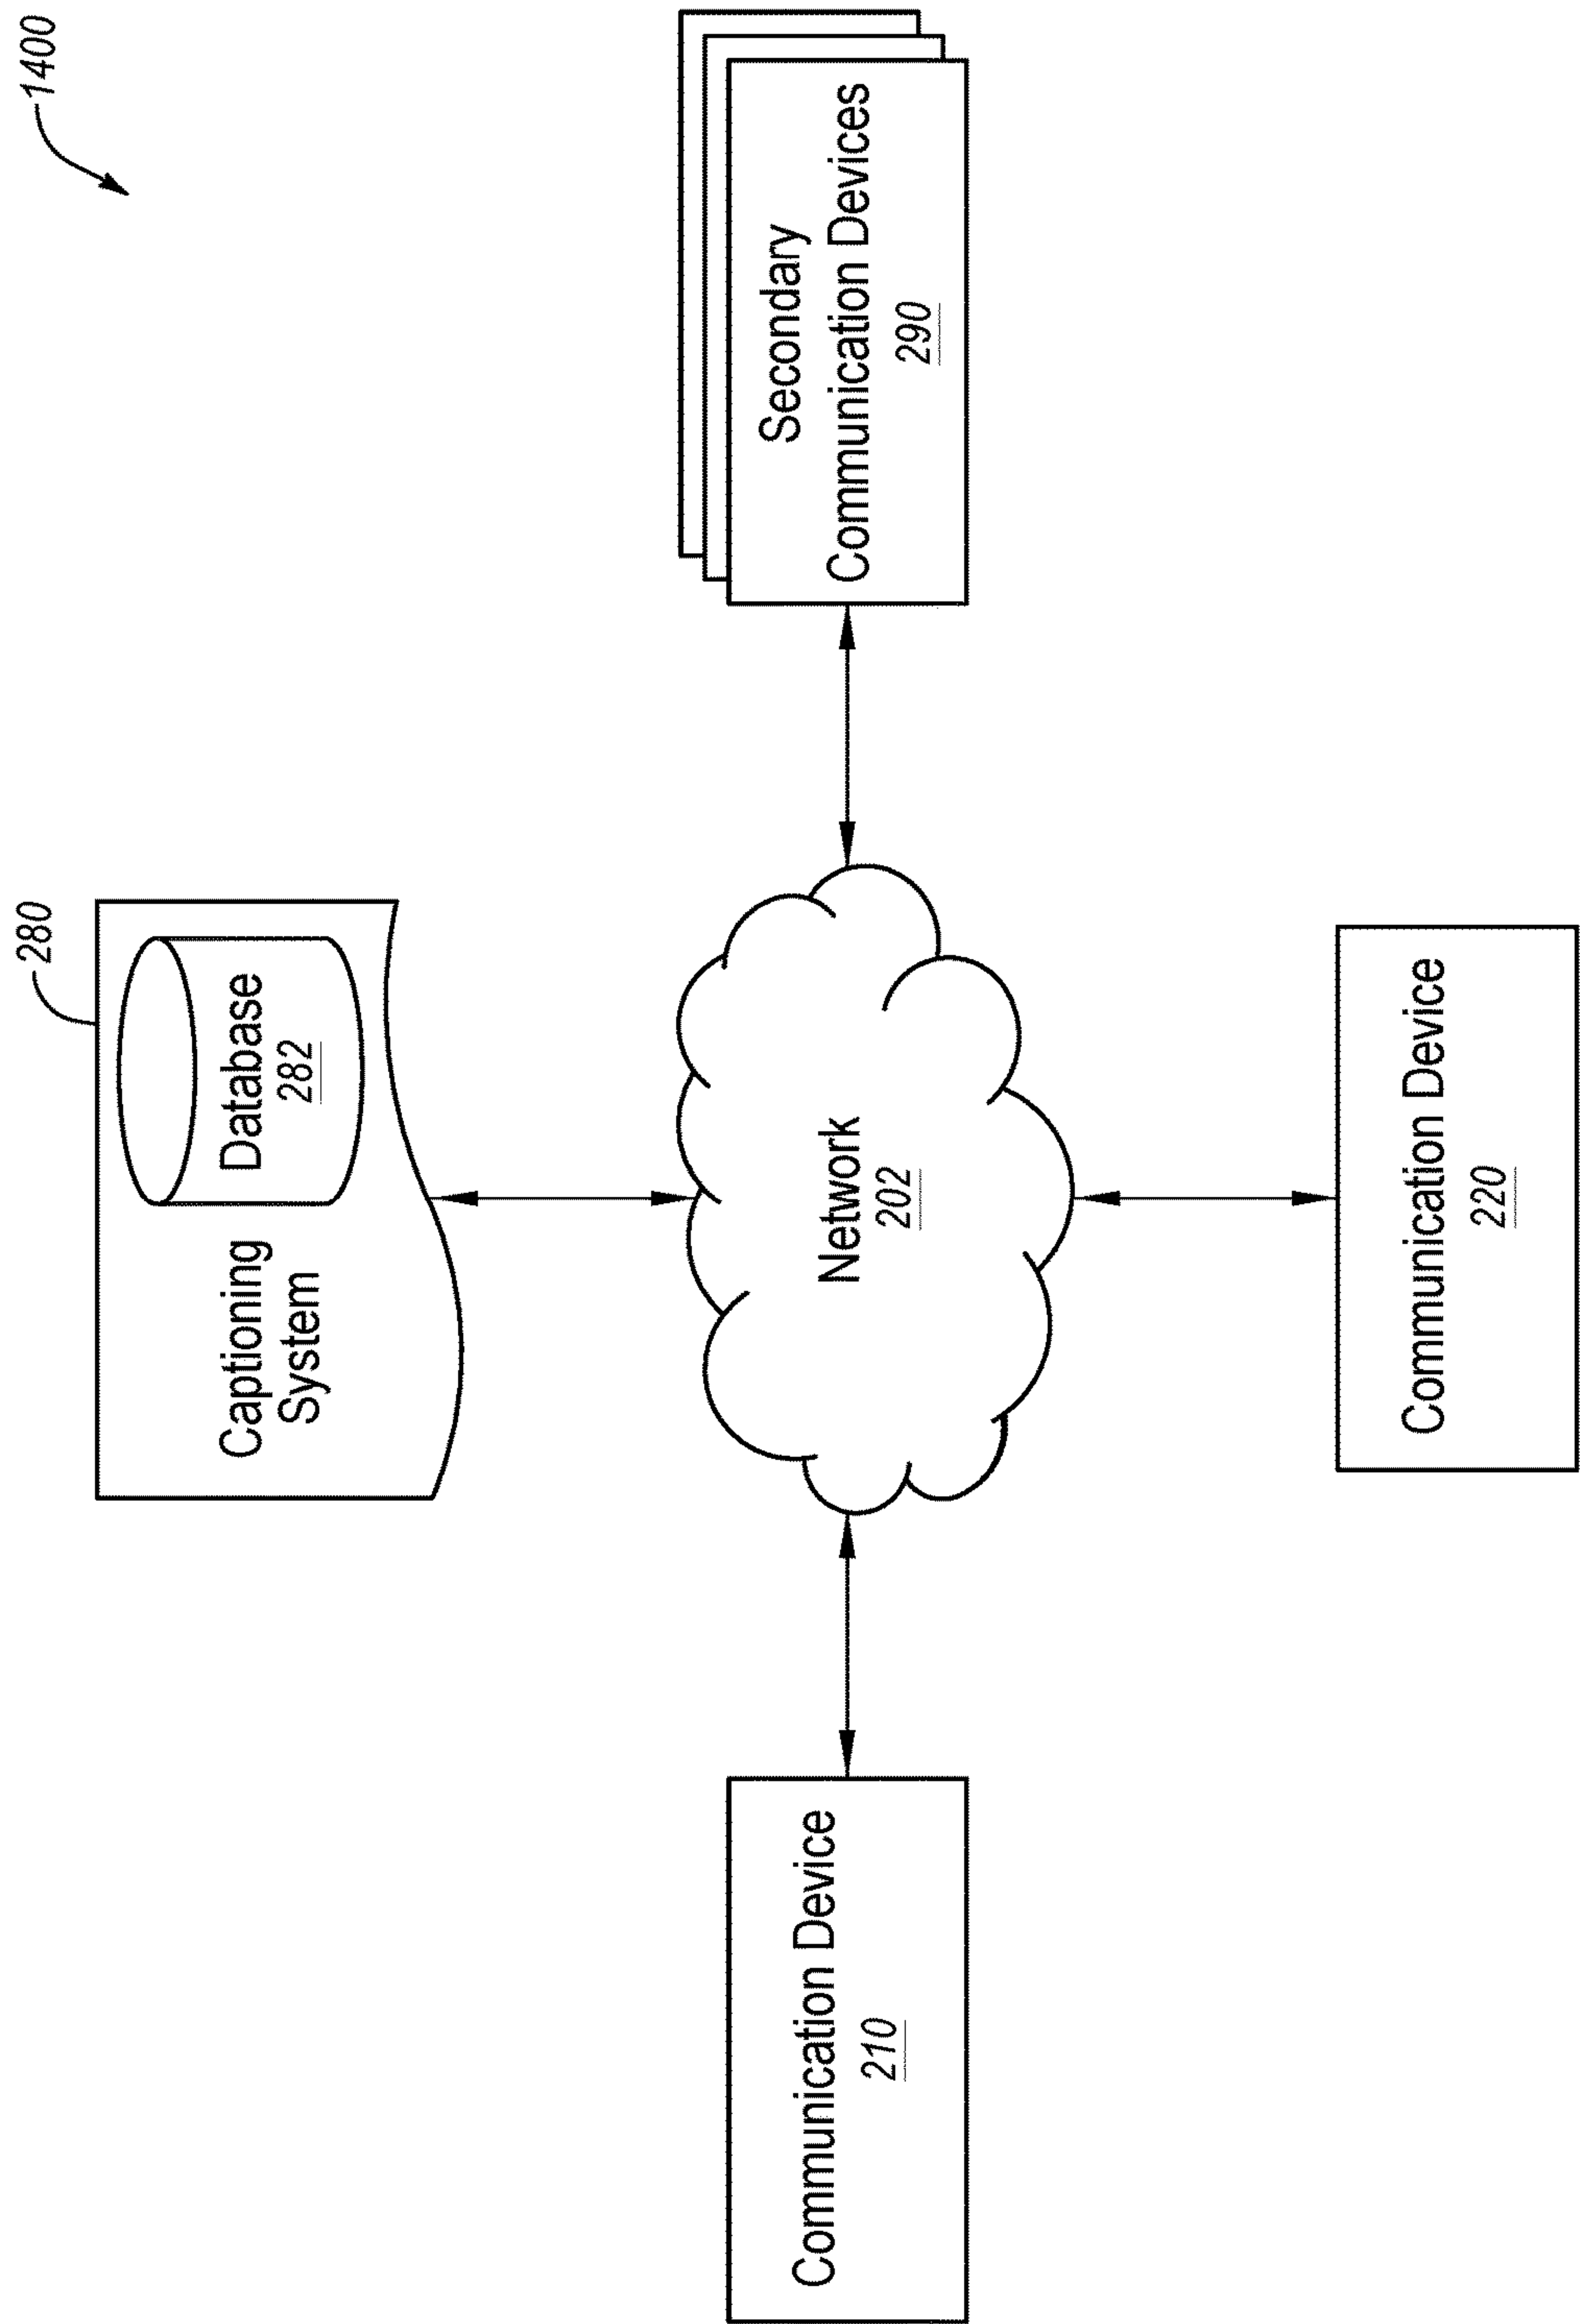 1400
280
Captioning
System
Database
282
Communication Device
210
Network
202
Secondary
Communication Devices
290
Communication Device
220